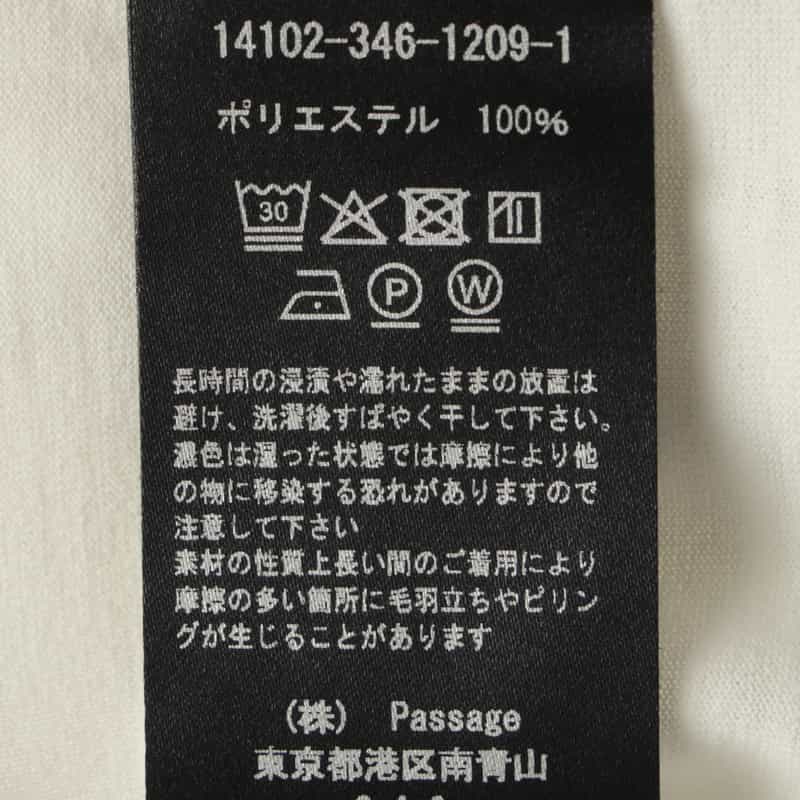 14102-346-1209-1
ポリエステル 100%
30
P W
長時間の浸漬や濡れたままの放置は
避け、洗濯後すばやく干して下さい。
濃色は湿った状態では摩擦により他
の物に移染する恐れがありますので
注意して下さい
素材の性質上長い間のご着用により
摩擦の多い箇所に毛羽立ちやピリン
グが生じることがあります
(株) Passage
東京都港区南青山